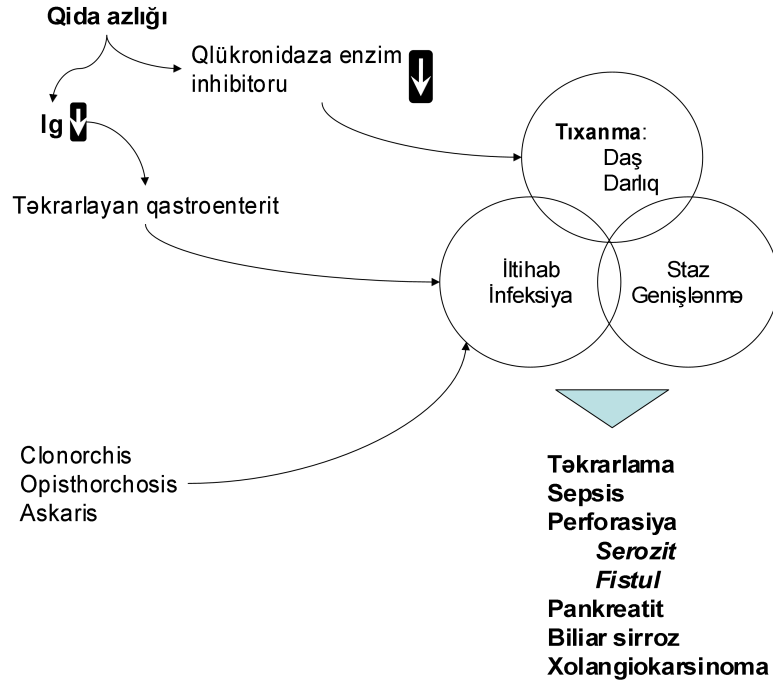 Qida azlığı
Qlükronidaza enzim
inhibitoru
Ig
Təkrarlayan qastroenterit
Tıxanma:
Daş
Darlıq
İltihab
İnfeksiya
Staz
Genişlənmə
Clonorchis
Opisthorchosis
Askaris
Təkrarlama
Sepsis
Perforasiya
Serozit
Fistul
Pankreatit
Biliar sirroz
Xolangiokarsinoma